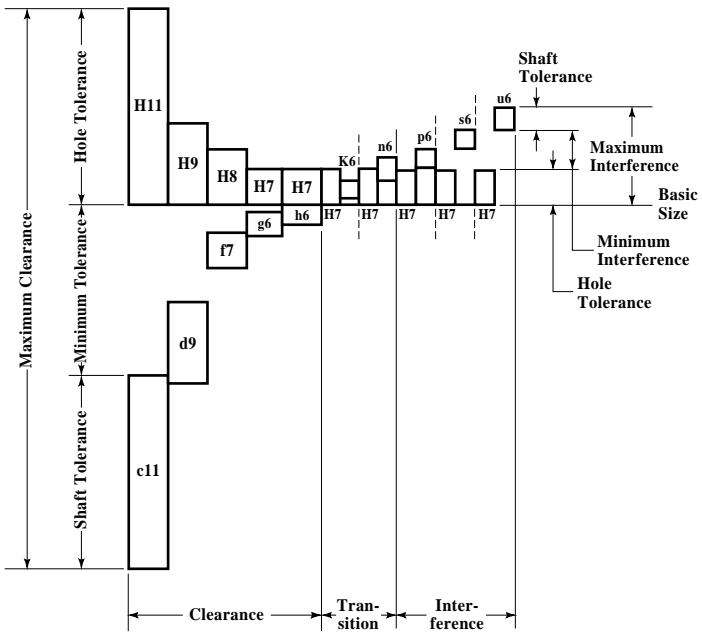 Shaft
Tolerance
u6
s6
p6
n6
K6
H11
H9
H8
H7
H7
Maximum
Interference
Basic
Size
H7
H7
H7
H7
H7
h6
g6
f7
Minimum
Interference
Hole
Tolerance
d9
c11
Hole Tolerance
Minimum Tolerance
Shaft Tolerance
Maximum Clearance
Clearance
Tran-
sition
Inter-
ference